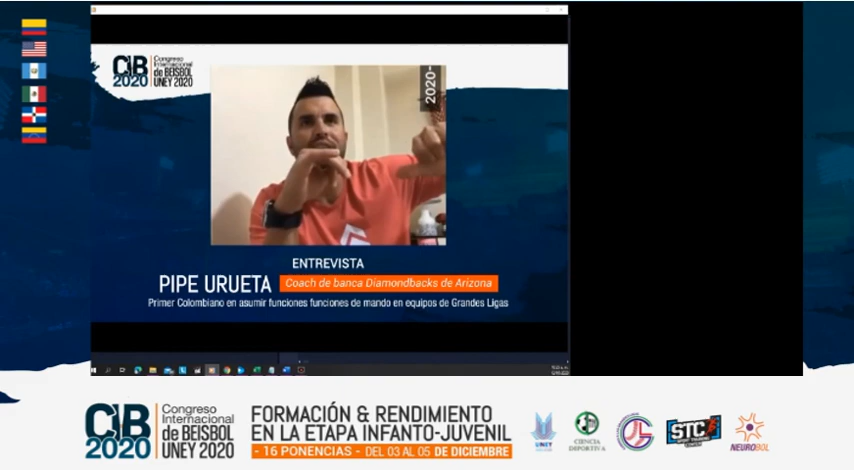 CIB
2020
Congreso
Internacional
de BEISBOL
UNEY 2020
2020-
ENTREVISTA
PIPE URUETA
Coach de banca Diamondbacks de Arizona
Primer Colombiano en asumir funciones funciones de mando en equipos de Grandes Ligas
CIB
2020
Congreso
Internacional
de BEISBOL
UNEY 2020
FORMACIÓN & RENDIMIENTO
EN LA ETAPA INFANTO-JUVENIL
- 16 PONENCIAS - DEL 03 AL 05 DE DICIEMBRE
UNEY
CIENCIA
DEPORTIVA
STC
NEUROBOL